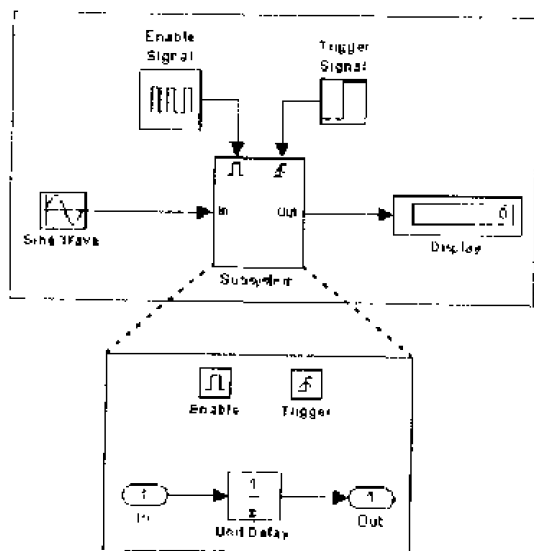 Enable
Signal
Trigger
Signal
In
Out
0
Sine Wave
Display
Subsystem
Enable
Trigger
1
1
z
1
In
Unit Delay
Out